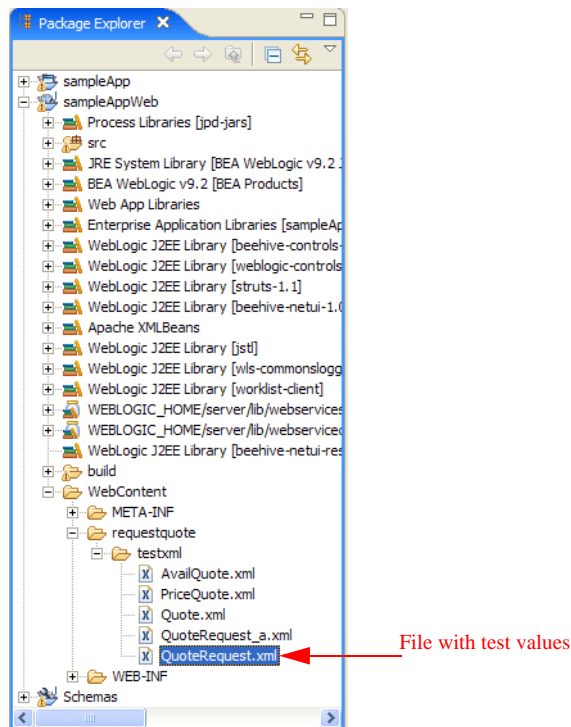 Package Explorer
sampleApp
sampleAppWeb
Process Libraries [jpd-jars]
src
JRE System Library [BEA WebLogic v9.2 J
BEA WebLogic v9.2 [BEA Products]
Web App Libraries
Enterprise Application Libraries [sampleAp
WebLogic J2EE Library [beehive-controls-
WebLogic J2EE Library [weblogic-controls
WebLogic J2EE Library [struts-1.1]
WebLogic J2EE Library [beehive-netui-1.0
Apache XMLBeans
WebLogic J2EE Library [jstl]
WebLogic J2EE Library [wls-commonslogg
WebLogic J2EE Library [worklist-client]
WEBLOGIC_HOME/server/lib/webservices
WEBLOGIC_HOME/server/lib/webservicec
WebLogic J2EE Library [beehive-netui-res
build
WebContent
META-INF
requestquote
testxml
AvailQuote.xml
PriceQuote.xml
Quote.xml
QuoteRequest_a.xml
QuoteRequest.xml
File with test values
WEB-INF
Schemas